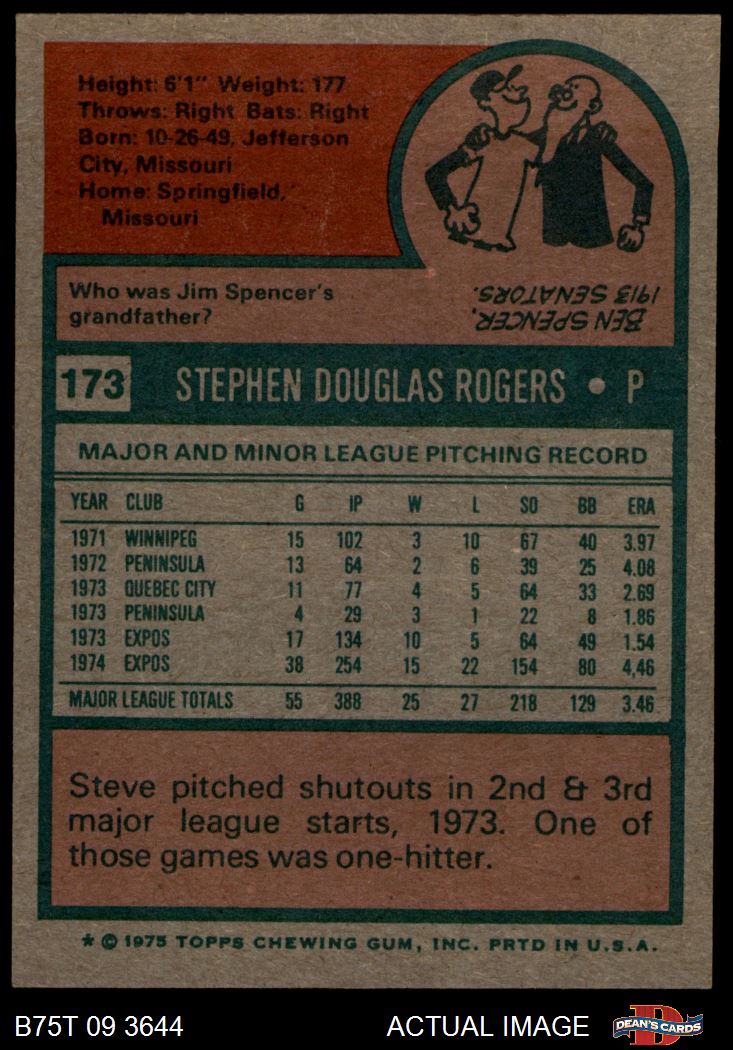 Height: 6'1" Weight: 177
Throws: Right Bats: Right
Born: 10-26-49, Jefferson
City, Missouri
Home: Springfield,
Missouri
Who was Jim Spencer's
grandfather?
BEN SPENCER,
1913 SENATORS.
173 STEPHEN DOUGLAS ROGERS • P
MAJOR AND MINOR LEAGUE PITCHING RECORD
YEAR CLUB G IP W L SO BB ERA
1971 WINNIPEG 15 102 3 10 67 40 3.97
1972 PENINSULA 13 64 2 6 39 25 4.08
1973 QUEBEC CITY 11 77 4 5 64 33 2.69
1973 PENINSULA 4 29 3 1 22 8 1.86
1973 EXPOS 17 134 10 5 64 49 1.54
1974 EXPOS 38 254 15 22 154 80 4,46
MAJOR LEAGUE TOTALS 55 388 25 27 218 129 3.46
Steve pitched shutouts in 2nd & 3rd
major league starts, 1973. One of
those games was one-hitter.
* © 1975 TOPPS CHEWING GUM, INC. PRTD IN U.S.A.
B75T 09 3644 ACTUAL IMAGE DEAN'S CARDS